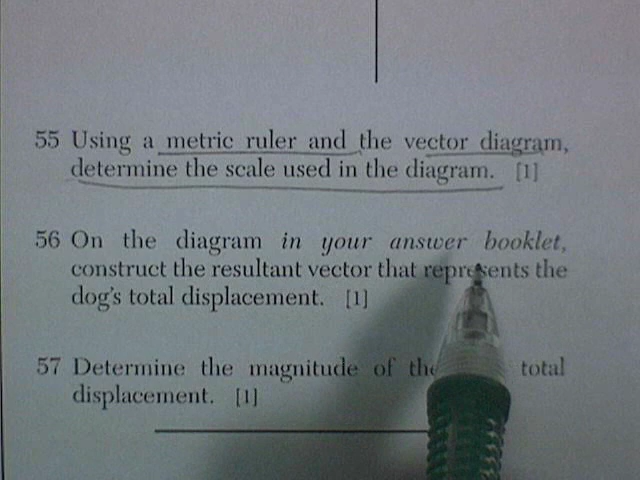 55 Using a metric ruler and the vector diagram,
determine the scale used in the diagram. [1]
56 On the diagram in your answer booklet,
construct the resultant vector that represents the
dog's total displacement. [1]
57 Determine the magnitude of the total
displacement. [1]